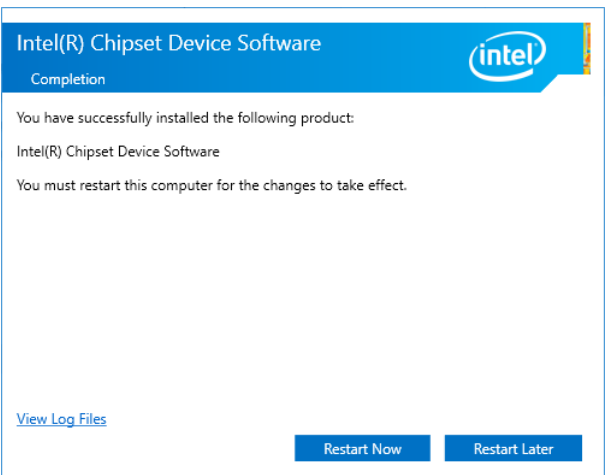 Intel(R) Chipset Device Software
intel
Completion
You have successfully installed the following product:
Intel(R) Chipset Device Software
You must restart this computer for the changes to take effect.
View Log Files
Restart Now
Restart Later